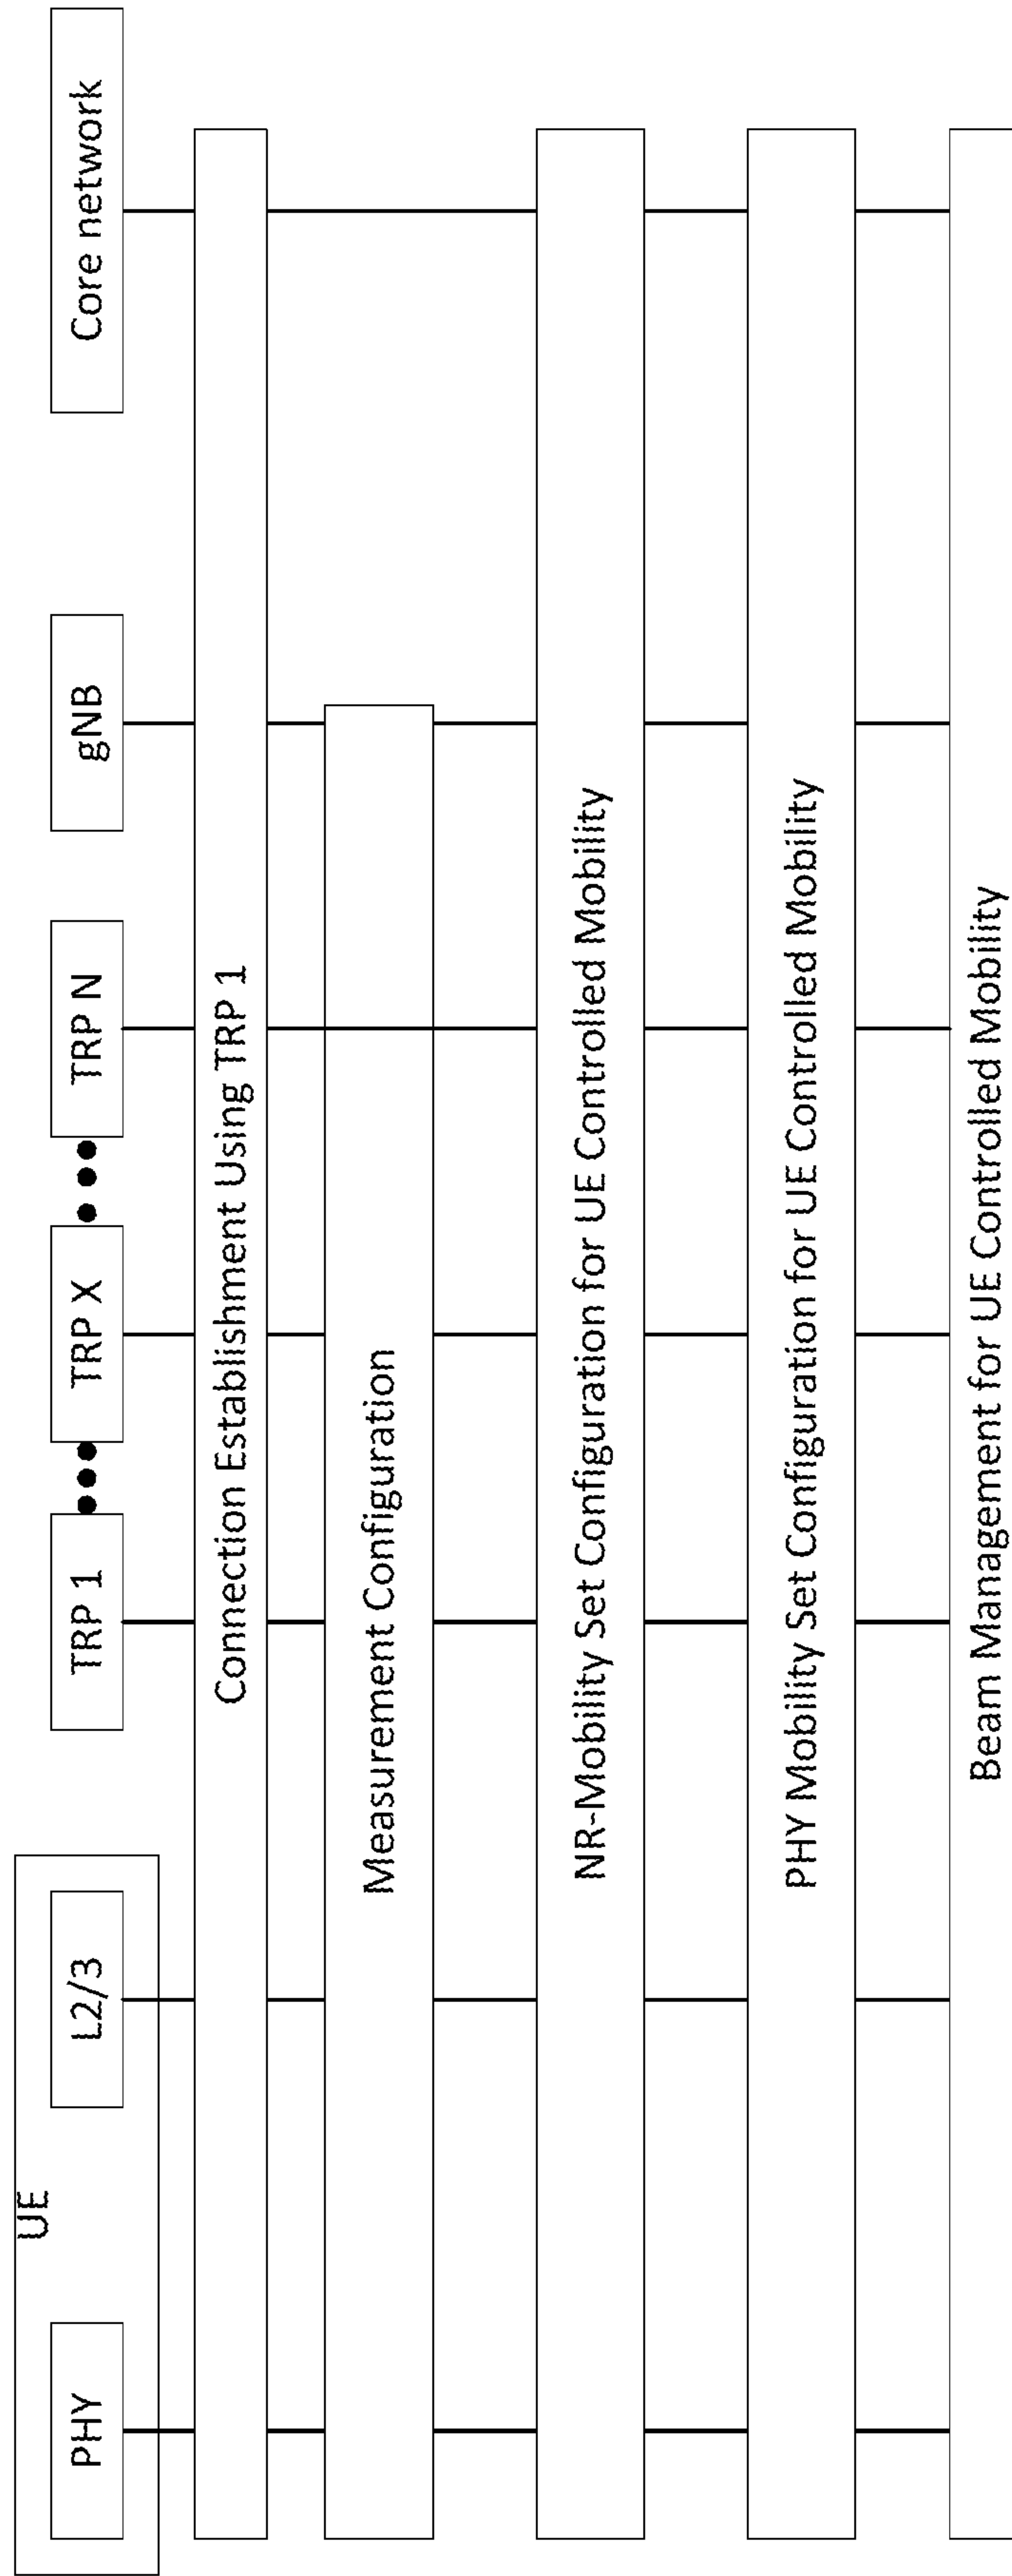 UE
PHY
L2/3
TRP 1
TRP X
TRP N
gNB
Core network
Connection Establishment Using TRP 1
Measurement Configuration
NR-Mobility Set Configuration for UE Controlled Mobility
PHY Mobility Set Configuration for UE Controlled Mobility
Beam Management for UE Controlled Mobility